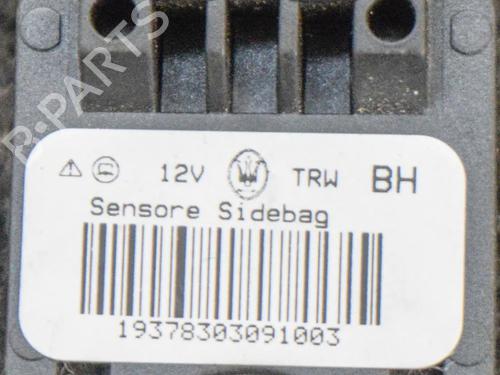 12V TRW BH
Sensore Sidebag
19378303091003
R-PARTS